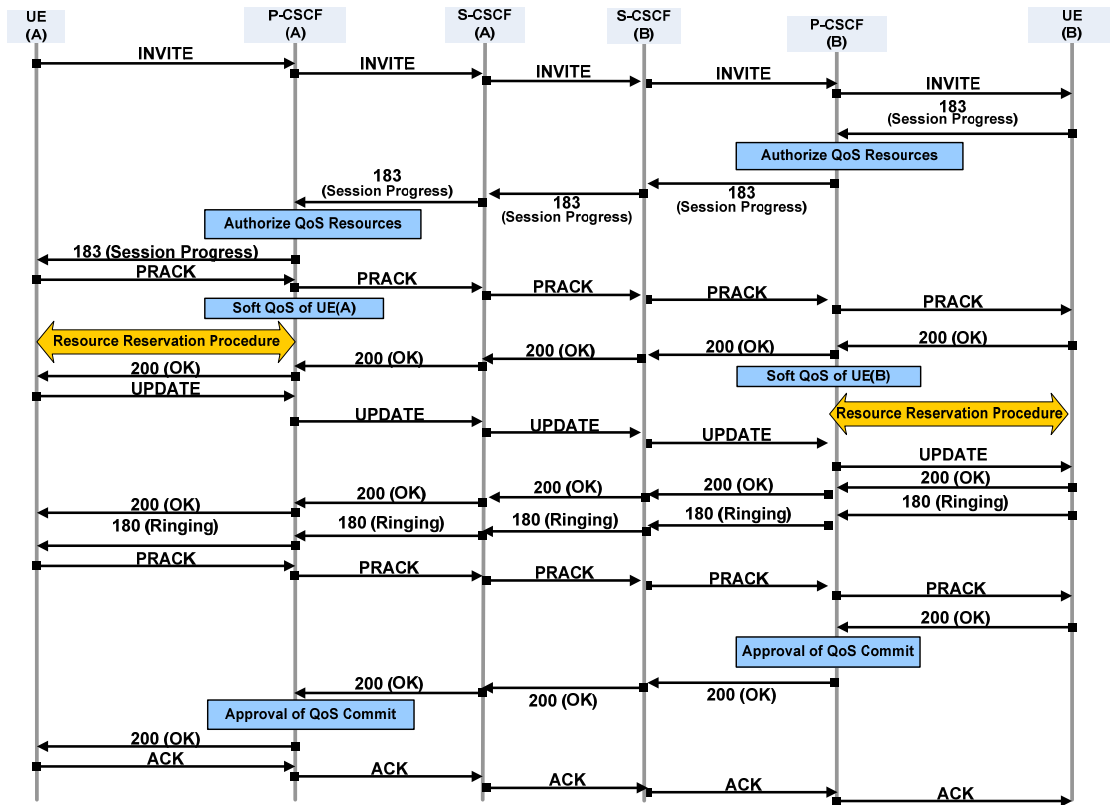 UE
(A)
P-CSCF
(A)
S-CSCF
(A)
S-CSCF
(B)
P-CSCF
(B)
UE
(B)
INVITE
INVITE
INVITE
INVITE
INVITE
183
(Session Progress)
Authorize QoS Resources
183
(Session Progress)
183
(Session Progress)
183
(Session Progress)
Authorize QoS Resources
183 (Session Progress)
PRACK
PRACK
PRACK
PRACK
PRACK
Soft QoS of UE(A)
Resource Reservation Procedure
200 (OK)
200 (OK)
200 (OK)
200 (OK)
200 (OK)
Soft QoS of UE(B)
Resource Reservation Procedure
UPDATE
UPDATE
UPDATE
UPDATE
UPDATE
200 (OK)
200 (OK)
200 (OK)
200 (OK)
200 (OK)
180 (Ringing)
180 (Ringing)
180 (Ringing)
180 (Ringing)
180 (Ringing)
PRACK
PRACK
PRACK
PRACK
PRACK
200 (OK)
Approval of QoS Commit
200 (OK)
200 (OK)
200 (OK)
Approval of QoS Commit
200 (OK)
ACK
ACK
ACK
ACK
ACK